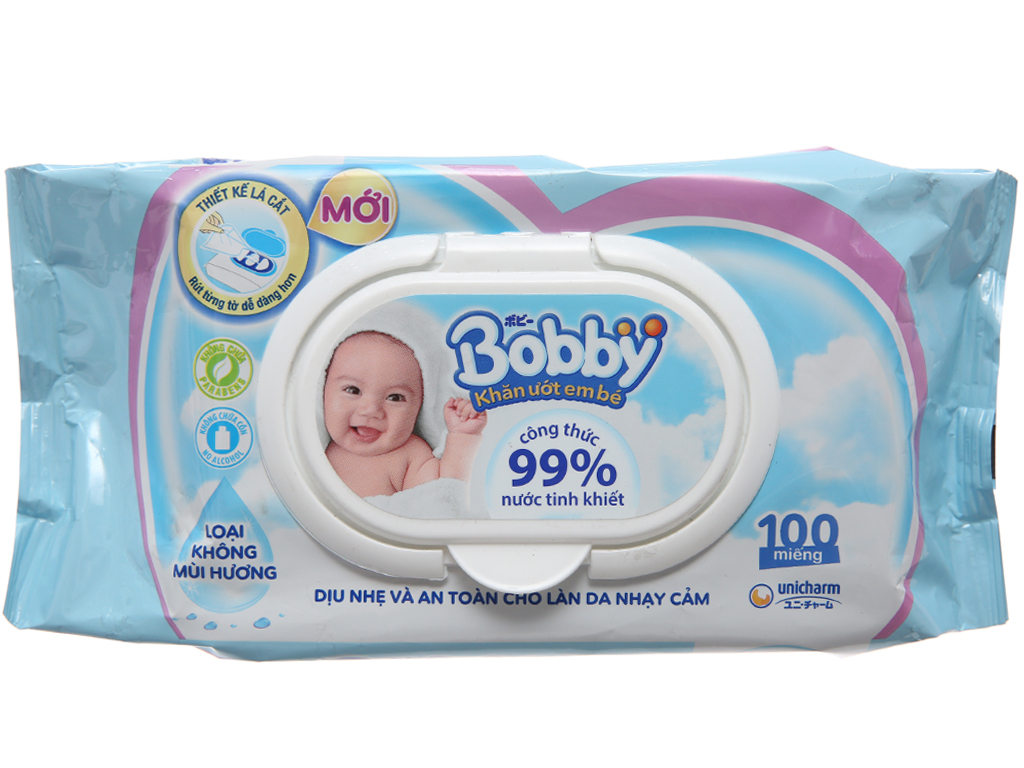 THIẾT KẾ LÁ CẮT
Rút từng tờ dễ dàng hơn
MỚI
KHÔNG CHỨA
PARABENS
KHÔNG CHỨA CỒN
NO ALCOHOL
LOẠI
KHÔNG
MÙI HƯƠNG
ボビー
Bobby
Khăn ướt em bé
công thức
99%
nước tinh khiết
DỊU NHẸ VÀ AN TOÀN CHO LÀN DA NHẠY CẢM
100
miếng
unicharm
ユニ・チャーム